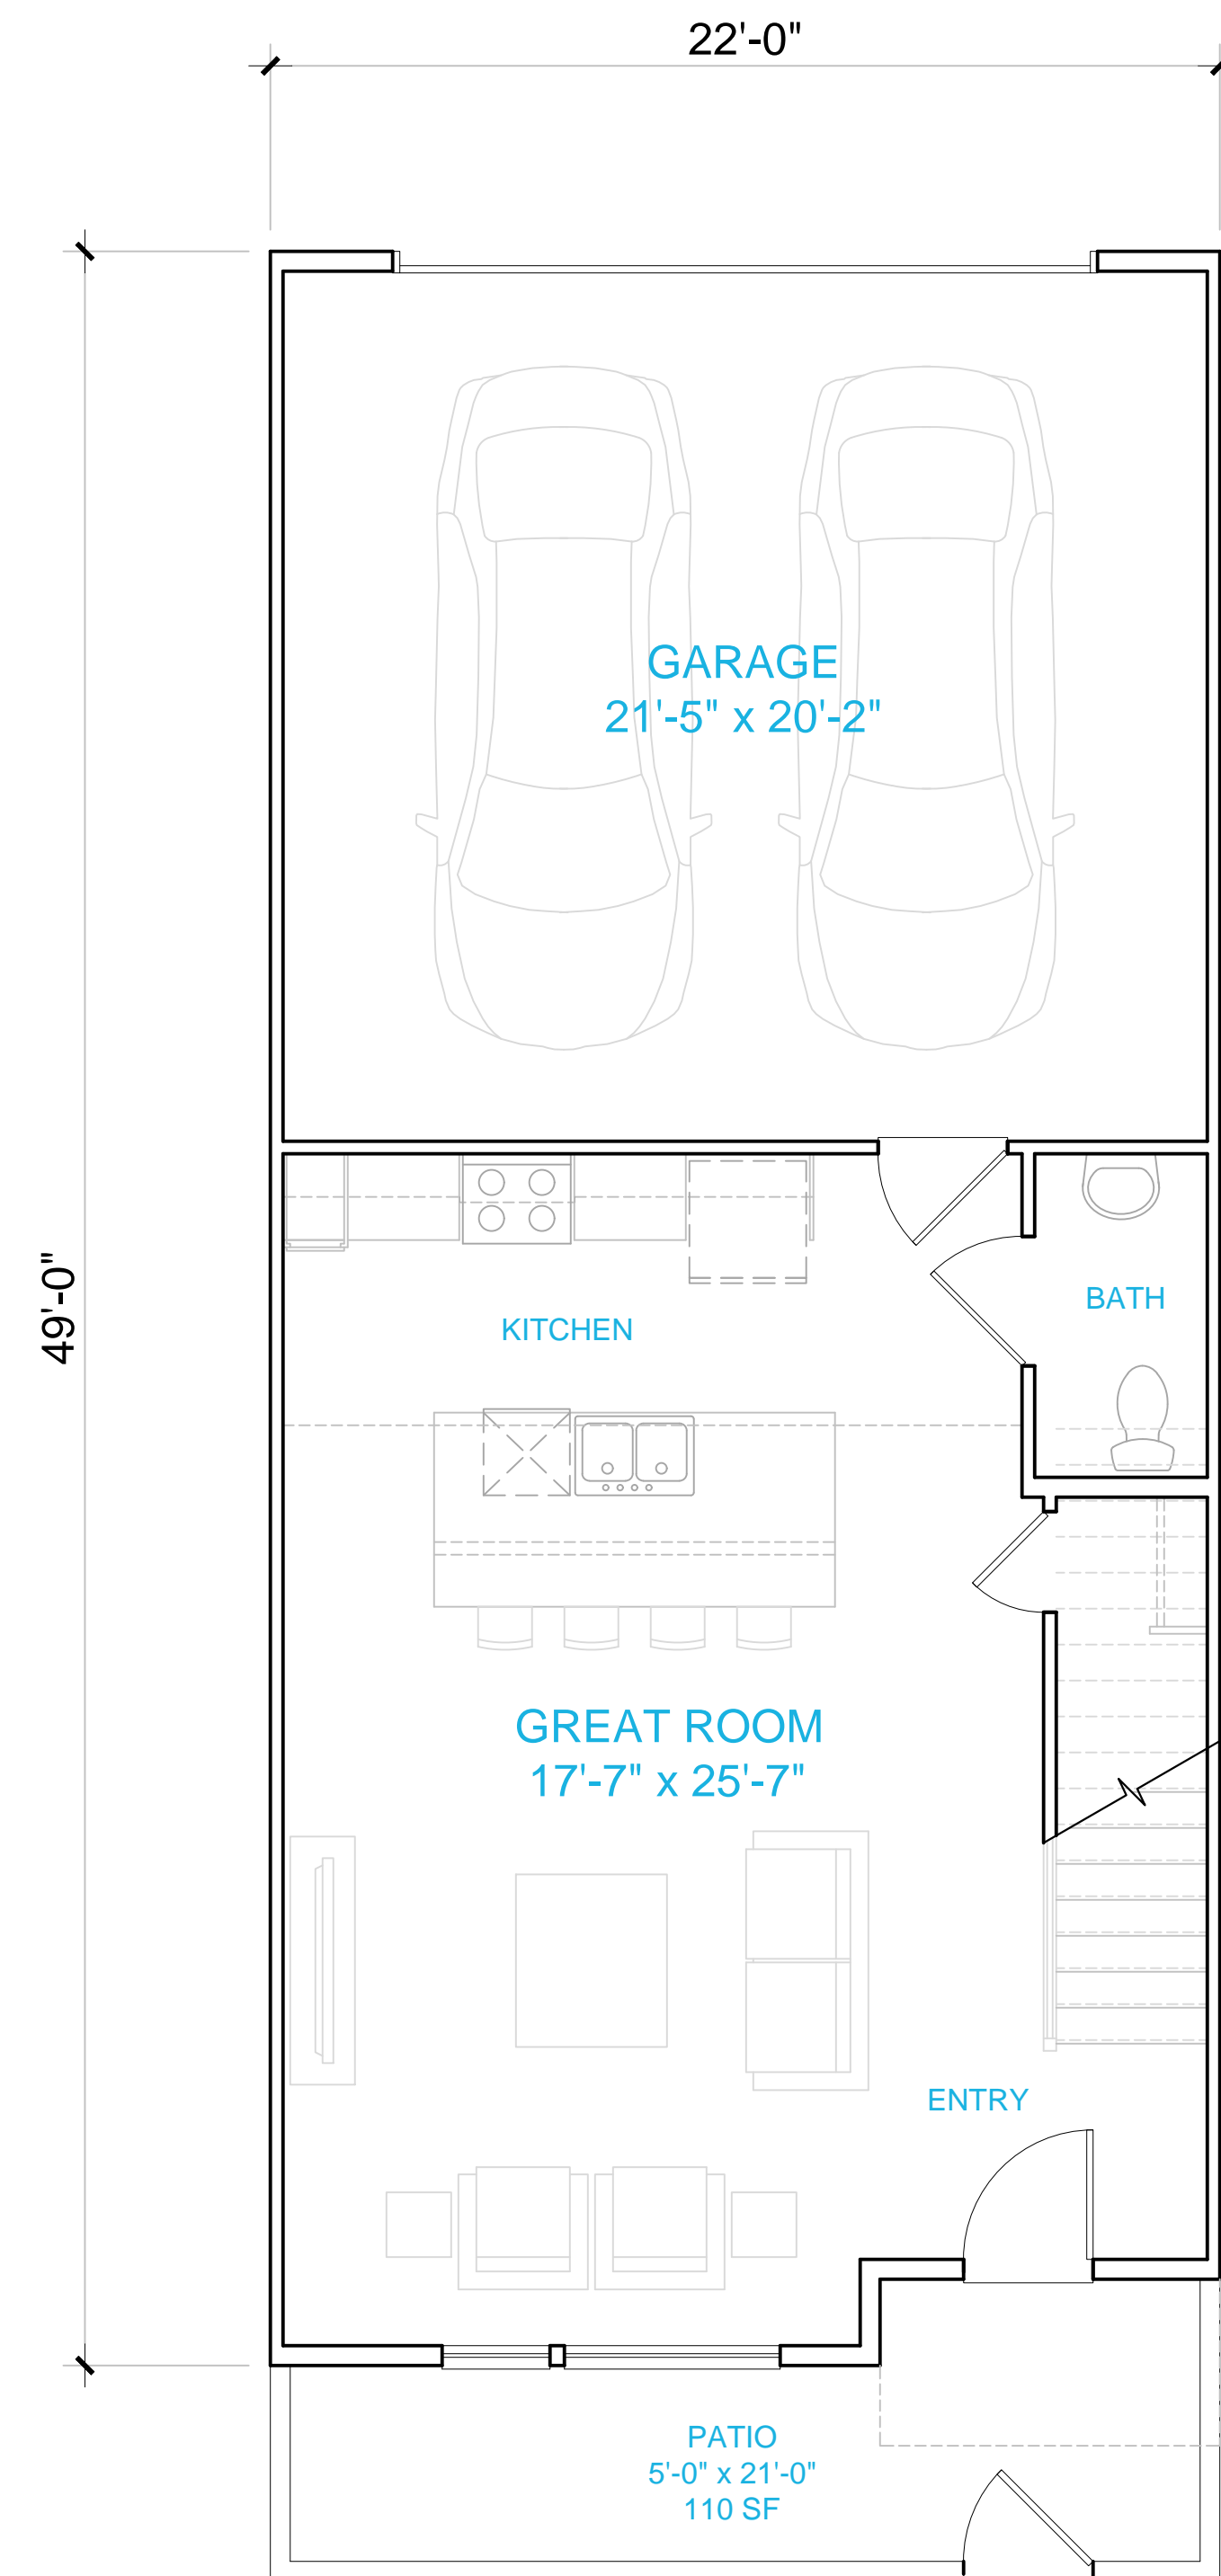 22'-0"
GARAGE
21'-5" x 20'-2"
49'-0"
BATH
KITCHEN
GREAT ROOM
17'-7" x 25'-7"
ENTRY
PATIO
5'-0" x 21'-0"
110 SF